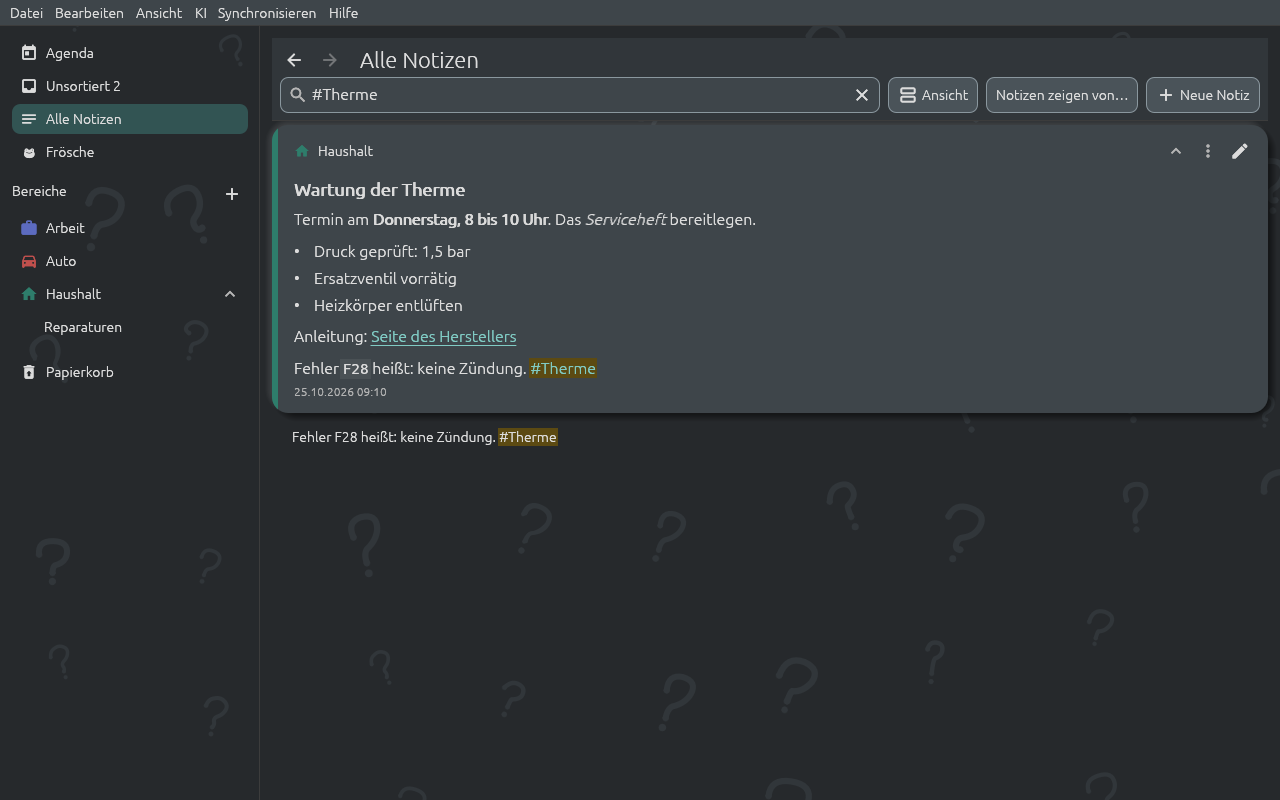 Datei Bearbeiten Ansicht KI Synchronisieren Hilfe
Agenda
Unsortiert 2
Alle Notizen
Frösche
Bereiche
Arbeit
Auto
Haushalt
Reparaturen
Papierkorb
Alle Notizen
#Therme
Ansicht
Notizen zeigen von…
Neue Notiz
Haushalt
Wartung der Therme
Termin am Donnerstag, 8 bis 10 Uhr. Das Serviceheft bereitlegen.
• Druck geprüft: 1,5 bar
• Ersatzventil vorrätig
• Heizkörper entlüften
Anleitung: Seite des Herstellers
Fehler F28 heißt: keine Zündung. #Therme
25.10.2026 09:10
Fehler F28 heißt: keine Zündung. #Therme